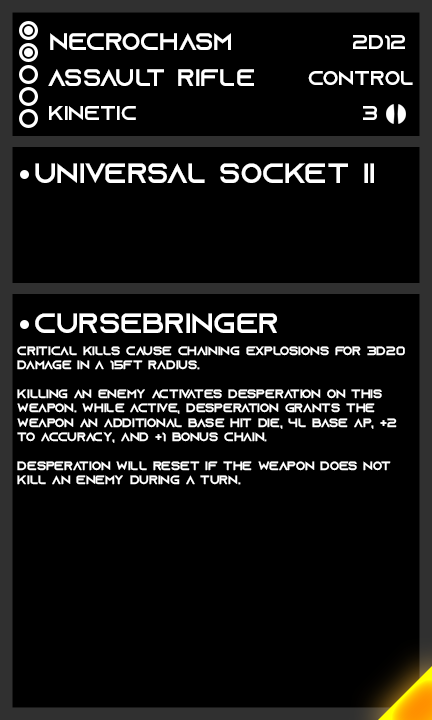 NECROCHASM 2D12
ASSAULT RIFLE CONTROL
KINETIC 3
•UNIVERSAL SOCKET II
•CURSEBRINGER
CRITICAL KILLS CAUSE CHAINING EXPLOSIONS FOR 3D20
DAMAGE IN A 15FT RADIUS.
KILLING AN ENEMY ACTIVATES DESPERATION ON THIS
WEAPON. WHILE ACTIVE, DESPERATION GRANTS THE
WEAPON AN ADDITIONAL BASE HIT DIE, 4L BASE AP, +2
TO ACCURACY, AND +1 BONUS CHAIN.
DESPERATION WILL RESET IF THE WEAPON DOES NOT
KILL AN ENEMY DURING A TURN.